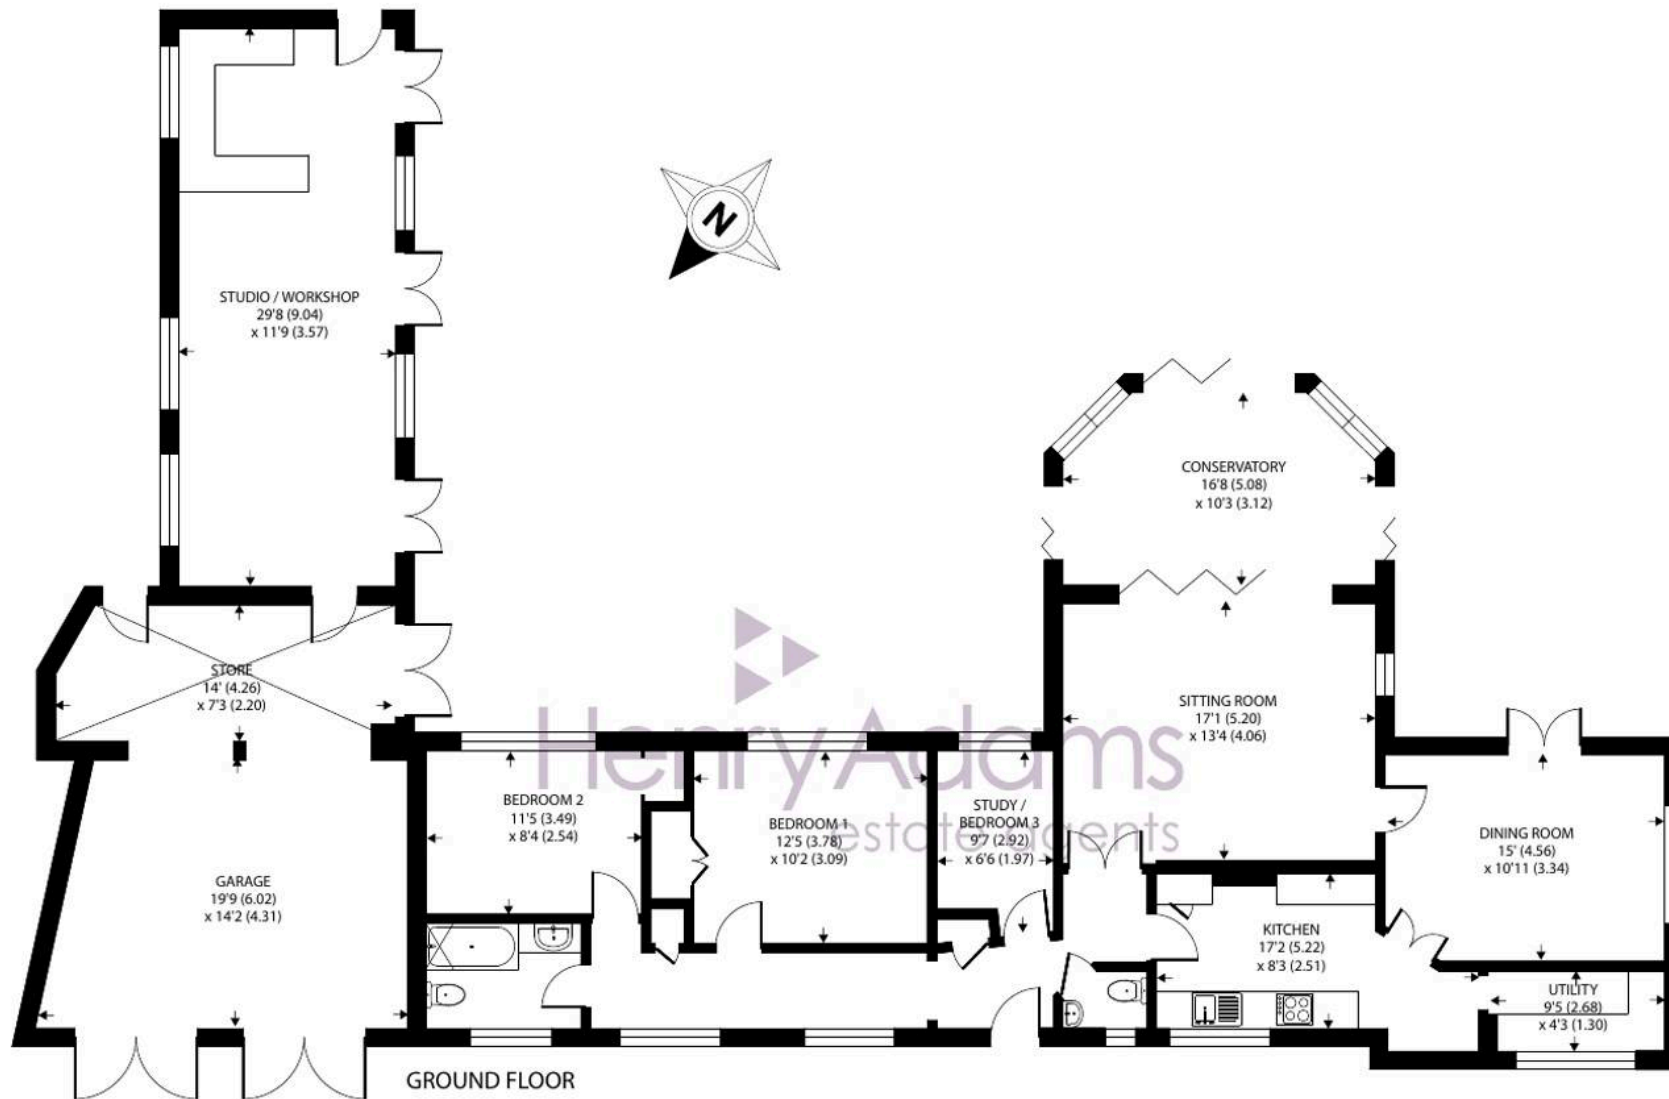 N
STUDIO / WORKSHOP
29'8 (9.04)
x 11'9 (3.57)
CONSERVATORY
16'8 (5.08)
x 10'3 (3.12)
STORE
14' (4.26)
x 7'3 (2.20)
SITTING ROOM
17'1 (5.20)
x 13'4 (4.06)
HenryAdams
estate agents
BEDROOM 2
11'5 (3.49)
x 8'4 (2.54)
BEDROOM 1
12'5 (3.78)
x 10'2 (3.09)
STUDY /
BEDROOM 3
9'7 (2.92)
x 6'6 (1.97)
DINING ROOM
15' (4.56)
x 10'11 (3.34)
GARAGE
19'9 (6.02)
x 14'2 (4.31)
KITCHEN
17'2 (5.22)
x 8'3 (2.51)
UTILITY
9'5 (2.68)
x 4'3 (1.30)
GROUND FLOOR